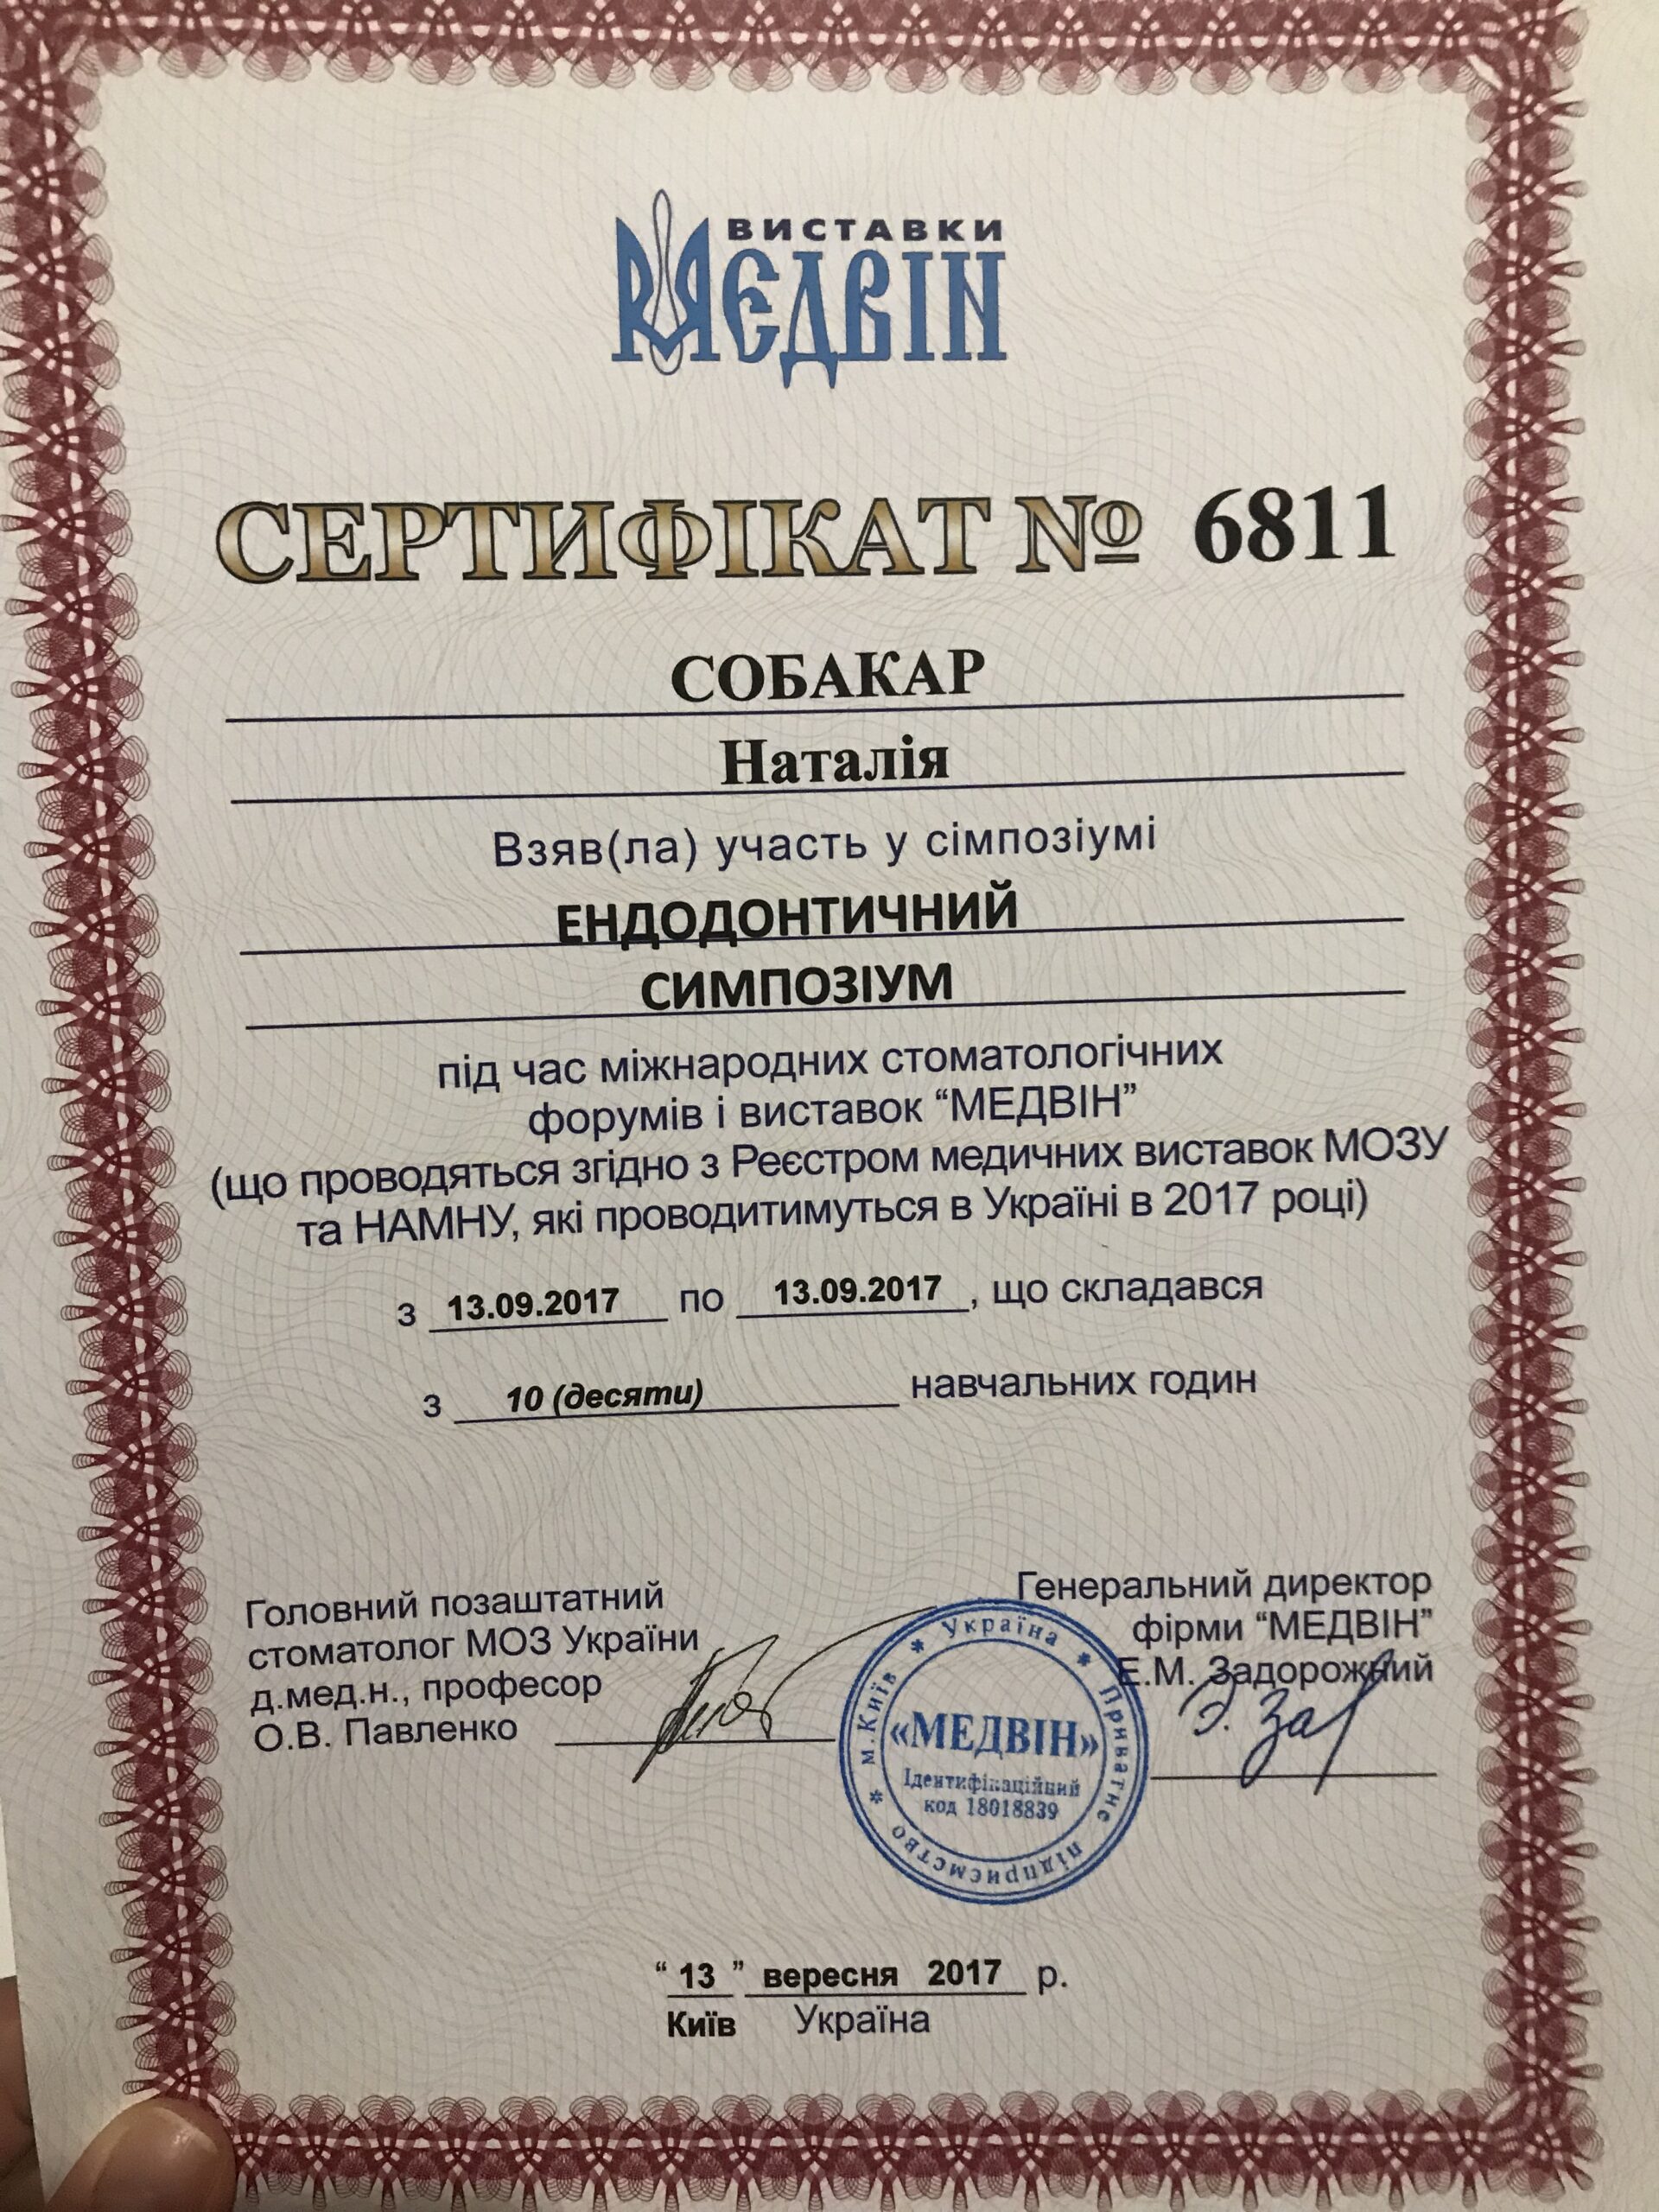 ВИСТАВКИ
МЕДВІН
СЕРТИФІКАТ № 6811
СОБАКАР
Наталія
Взяв(ла) участь у сімпозіумі
ЕНДОДОНТИЧНИЙ
СИМПОЗІУМ
під час міжнародних стоматологічних
форумів і виставок “МЕДВІН”
(що проводяться згідно з Реєстром медичних виставок МОЗУ
та НАМНУ, які проводитимуться в Україні в 2017 році)
з 13.09.2017 по 13.09.2017, що складався
з 10 (десяти) навчальних годин
Головний позаштатний
стоматолог МОЗ України
д.мед.н., професор
О.В. Павленко
Генеральний директор
фірми “МЕДВІН”
Е.М. Задорожний
* Україна * Приватне підприємство * м.Київ
«МЕДВІН»
Ідентифікаційний
код 18018839
“ 13 ” вересня 2017 р.
Київ Україна